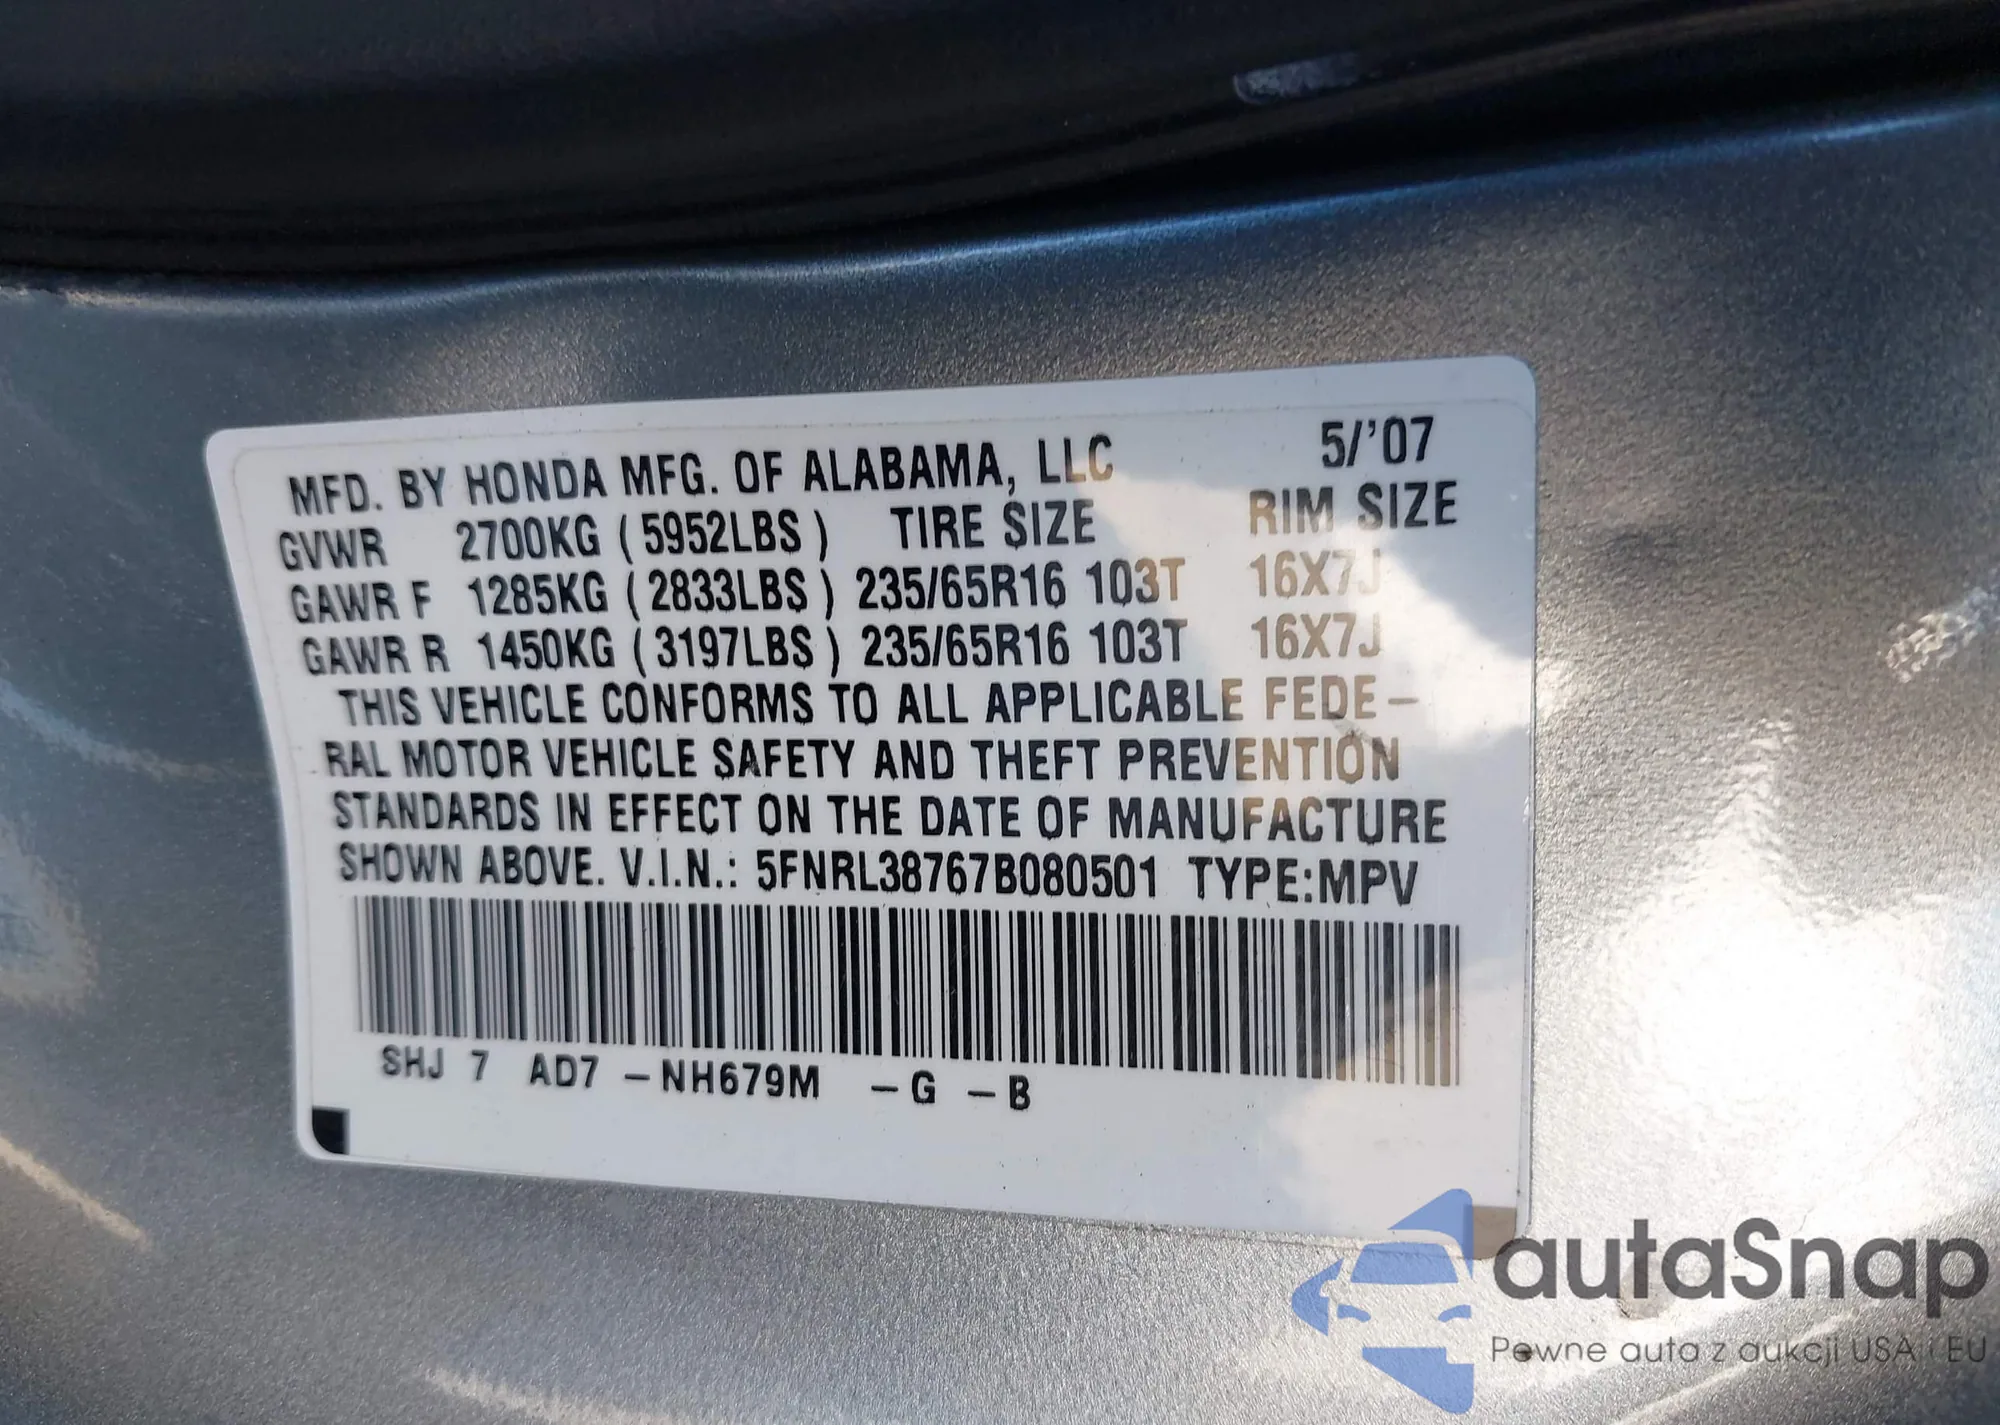 MFD. BY HONDA MFG. OF ALABAMA, LLC 5/'07
GVWR 2700KG (5952LBS) TIRE SIZE RIM SIZE
GAWR F 1285KG (2833LBS) 235/65R16 103T 16X7J
GAWR R 1450KG (3197LBS) 235/65R16 103T 16X7J
THIS VEHICLE CONFORMS TO ALL APPLICABLE FEDE-
RAL MOTOR VEHICLE SAFETY AND THEFT PREVENTION
STANDARDS IN EFFECT ON THE DATE OF MANUFACTURE
SHOWN ABOVE. V.I.N.: 5FNRL38767B080501 TYPE:MPV
SHJ 7 AD7 -NH679M -G -B
autaSnap
Pewne auta z aukcji USA i EU